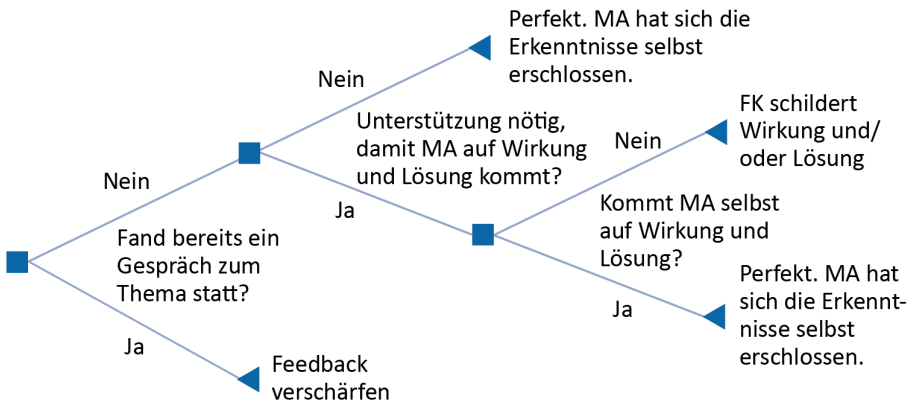 Perfekt. MA hat sich die
Erkenntnisse selbst
erschlossen.
Nein
Unterstützung nötig,
damit MA auf Wirkung
und Lösung kommt?
FK schildert
Wirkung und/
oder Lösung
Nein
Nein
Ja
Kommt MA selbst
auf Wirkung und
Lösung?
Fand bereits ein
Gespräch zum
Thema statt?
Perfekt. MA hat
sich die Erkennt-
nisse selbst
erschlossen.
Ja
Ja
Feedback
verschärfen